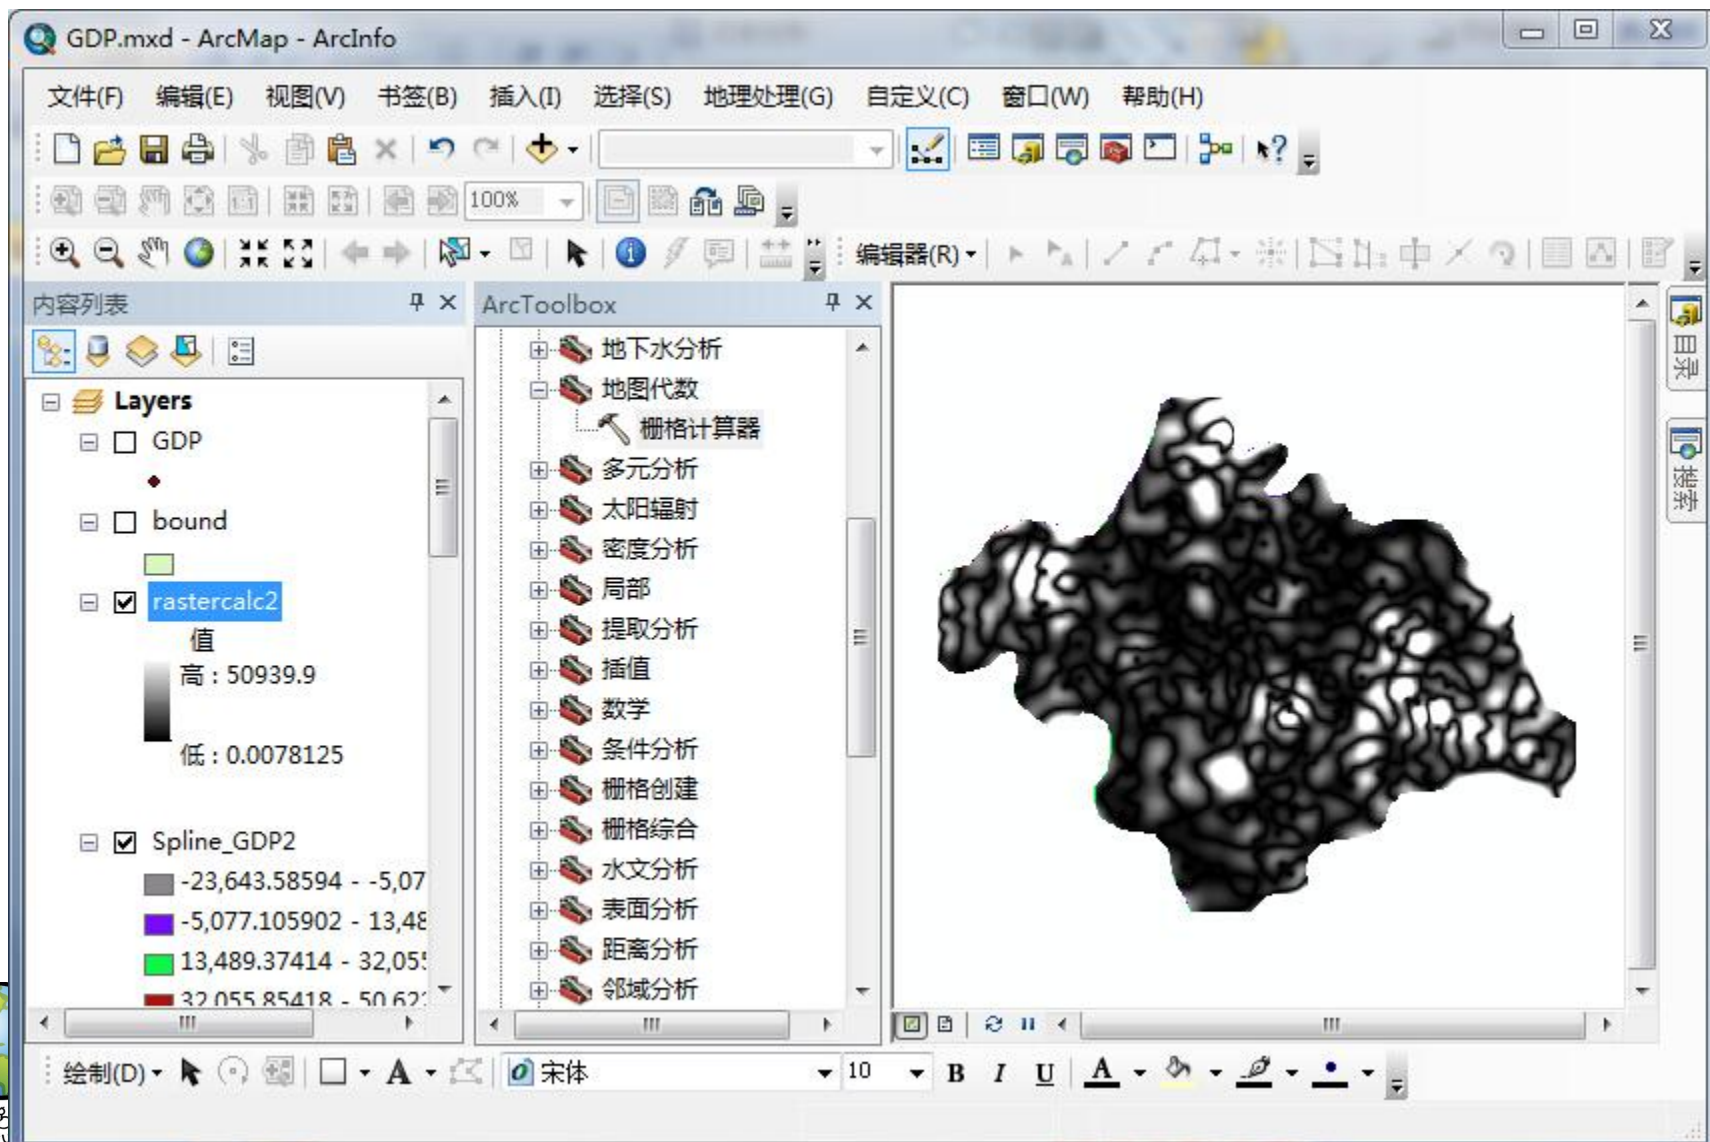 GDP.mxd - ArcMap - ArcInfo
文件(F) 编辑(E) 视图(V) 书签(B) 插入(I) 选择(S) 地理处理(G) 自定义(C) 窗口(W) 帮助(H)
100%
编辑器(R)
内容列表
Layers
GDP
bound
rastercalc2
值
高 : 50939.9
低 : 0.0078125
Spline_GDP2
-23,643.58594 - -5,07
-5,077.105902 - 13,48
13,489.37414 - 32,055
32,055.85418 - 50,62
ArcToolbox
地下水分析
地图代数
栅格计算器
多元分析
太阳辐射
密度分析
局部
提取分析
插值
数学
条件分析
栅格创建
栅格综合
水文分析
表面分析
距离分析
邻域分析
目录
搜索
绘制(D) A 宋体 10 B I U A